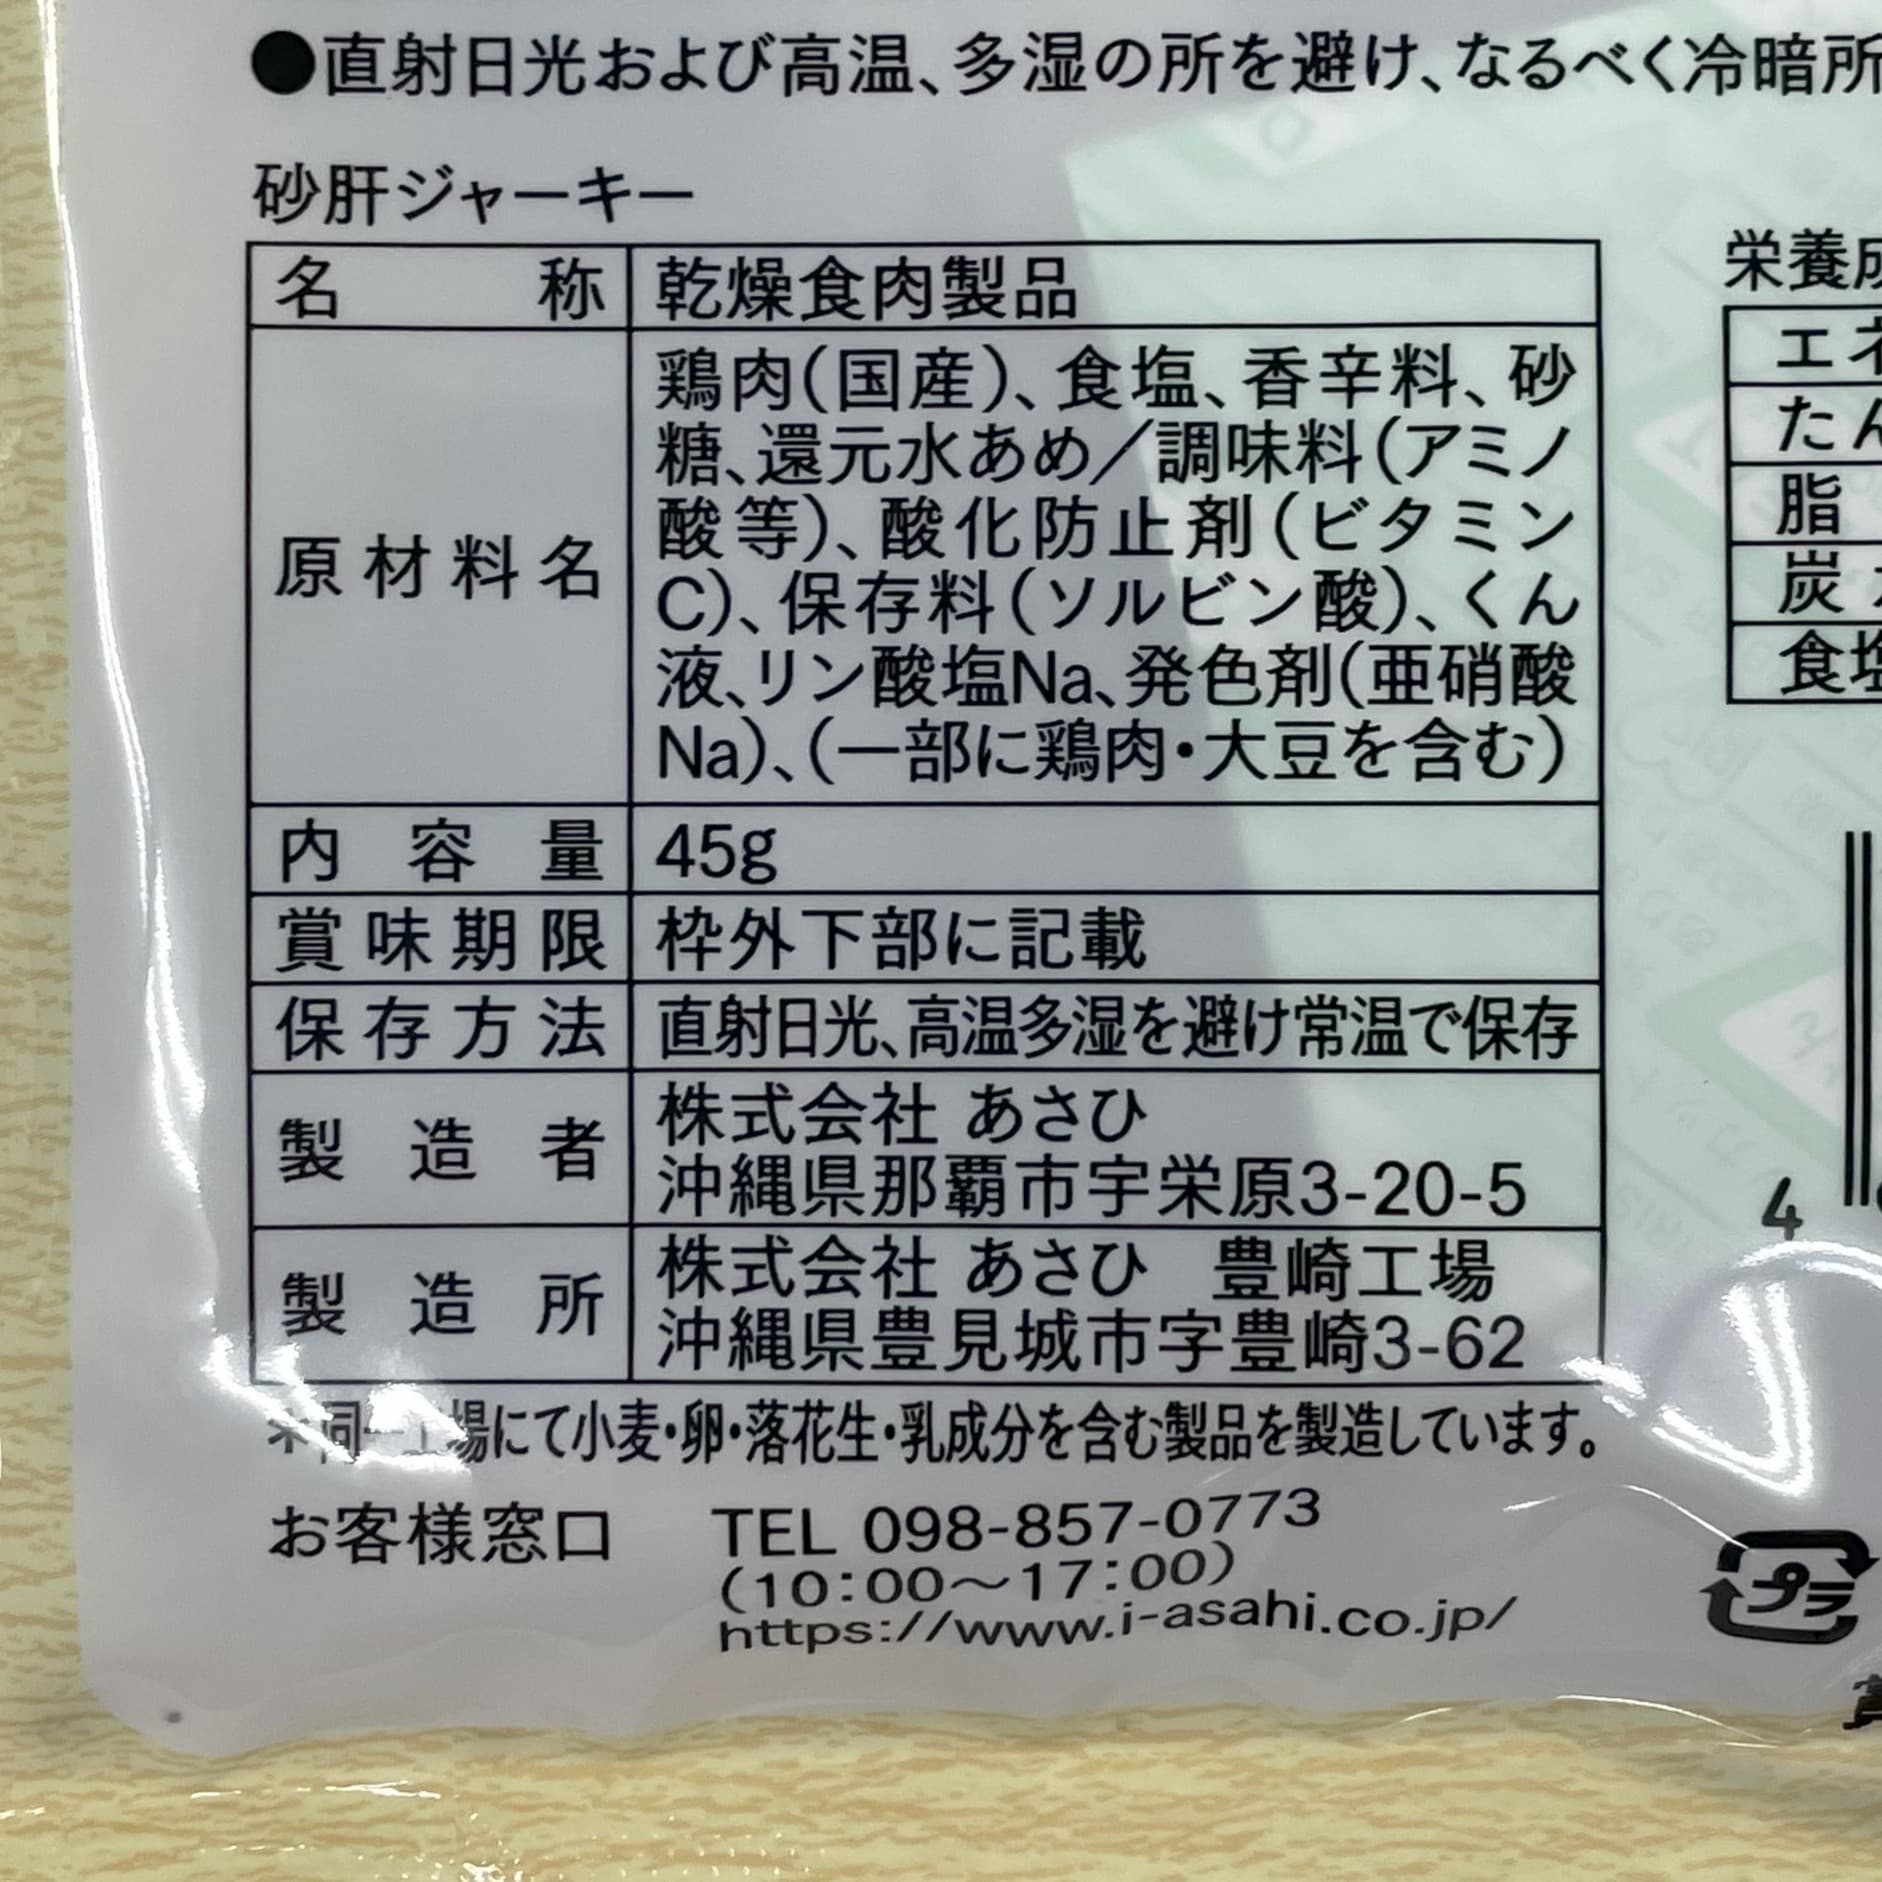 ●直射日光および高温、多湿の所を避け、なるべく冷暗所
砂肝ジャーキー
名称 乾燥食肉製品
原材料名 鶏肉(国産)、食塩、香辛料、砂
糖、還元水あめ/調味料(アミノ
酸等)、酸化防止剤(ビタミン
C)、保存料(ソルビン酸)、くん
液、リン酸塩Na、発色剤(亜硝酸
Na)、(一部に鶏肉・大豆を含む)
内容量 45g
賞味期限 枠外下部に記載
保存方法 直射日光、高温多湿を避け常温で保存
製造者 株式会社 あさひ
沖縄県那覇市宇栄原3-20-5
製造所 株式会社 あさひ 豊崎工場
沖縄県豊見城市字豊崎3-62
※同一工場にて小麦・卵・落花生・乳成分を含む製品を製造しています。
お客様窓口 TEL 098-857-0773
(10:00〜17:00)
https://www.i-asahi.co.jp/
栄養成
エネ
たん
脂
炭
食塩
4
プラ
賞